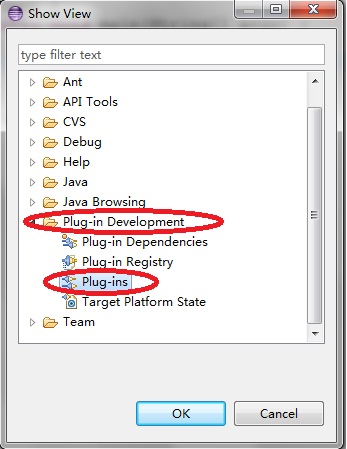 Show View
type filter text
Ant
API Tools
CVS
Debug
Help
Java
Java Browsing
Plug-in Development
Plug-in Dependencies
Plug-in Registry
Plug-ins
Target Platform State
Team
OK
Cancel